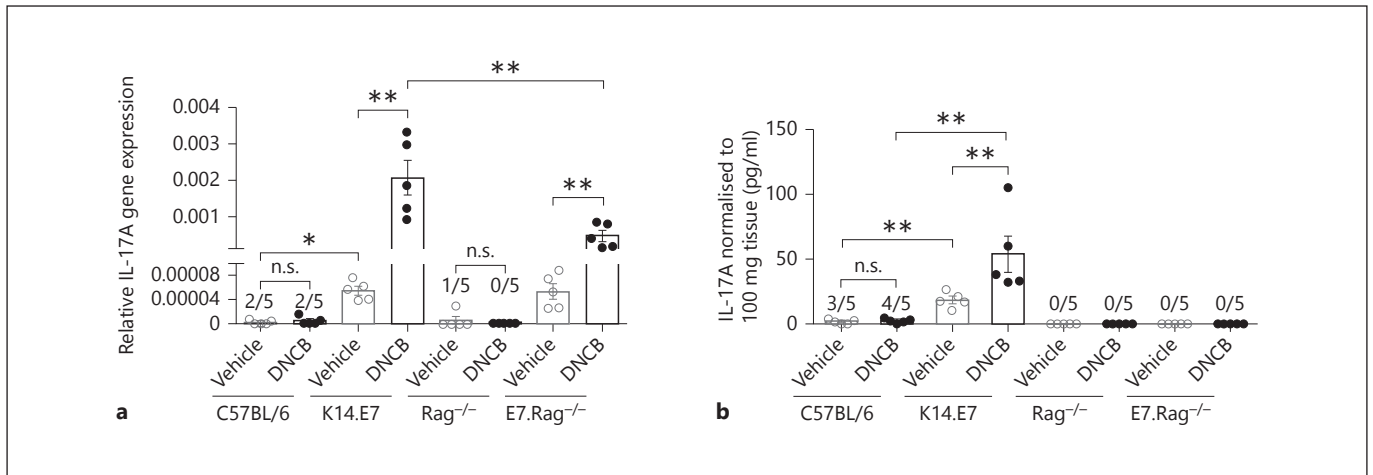 **
**
**
*
n.s.
n.s.
2/5
2/5
1/5
0/5
Relative IL-17A gene expression
0.004
0.003
0.002
0.001
0.00008
0.00004
0
Vehicle
DNCB
Vehicle
DNCB
Vehicle
DNCB
Vehicle
DNCB
C57BL/6
K14.E7
Rag–/–
E7.Rag–/–
a
**
**
**
n.s.
3/5
4/5
0/5
0/5
0/5
0/5
IL-17A normalised to
100 mg tissue (pg/ml)
150
100
50
0
Vehicle
DNCB
Vehicle
DNCB
Vehicle
DNCB
Vehicle
DNCB
C57BL/6
K14.E7
Rag–/–
E7.Rag–/–
b